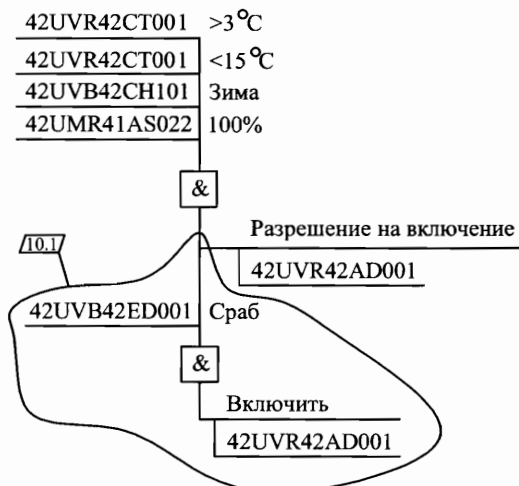 42UVR42CT001 >3°C
42UVR42CT001 <15°C
42UVB42CH101 Зима
42UMR41AS022 100%
&
Разрешение на включение
10.1
42UVR42AD001
42UVB42ED001 Сраб
&
Включить
42UVR42AD001